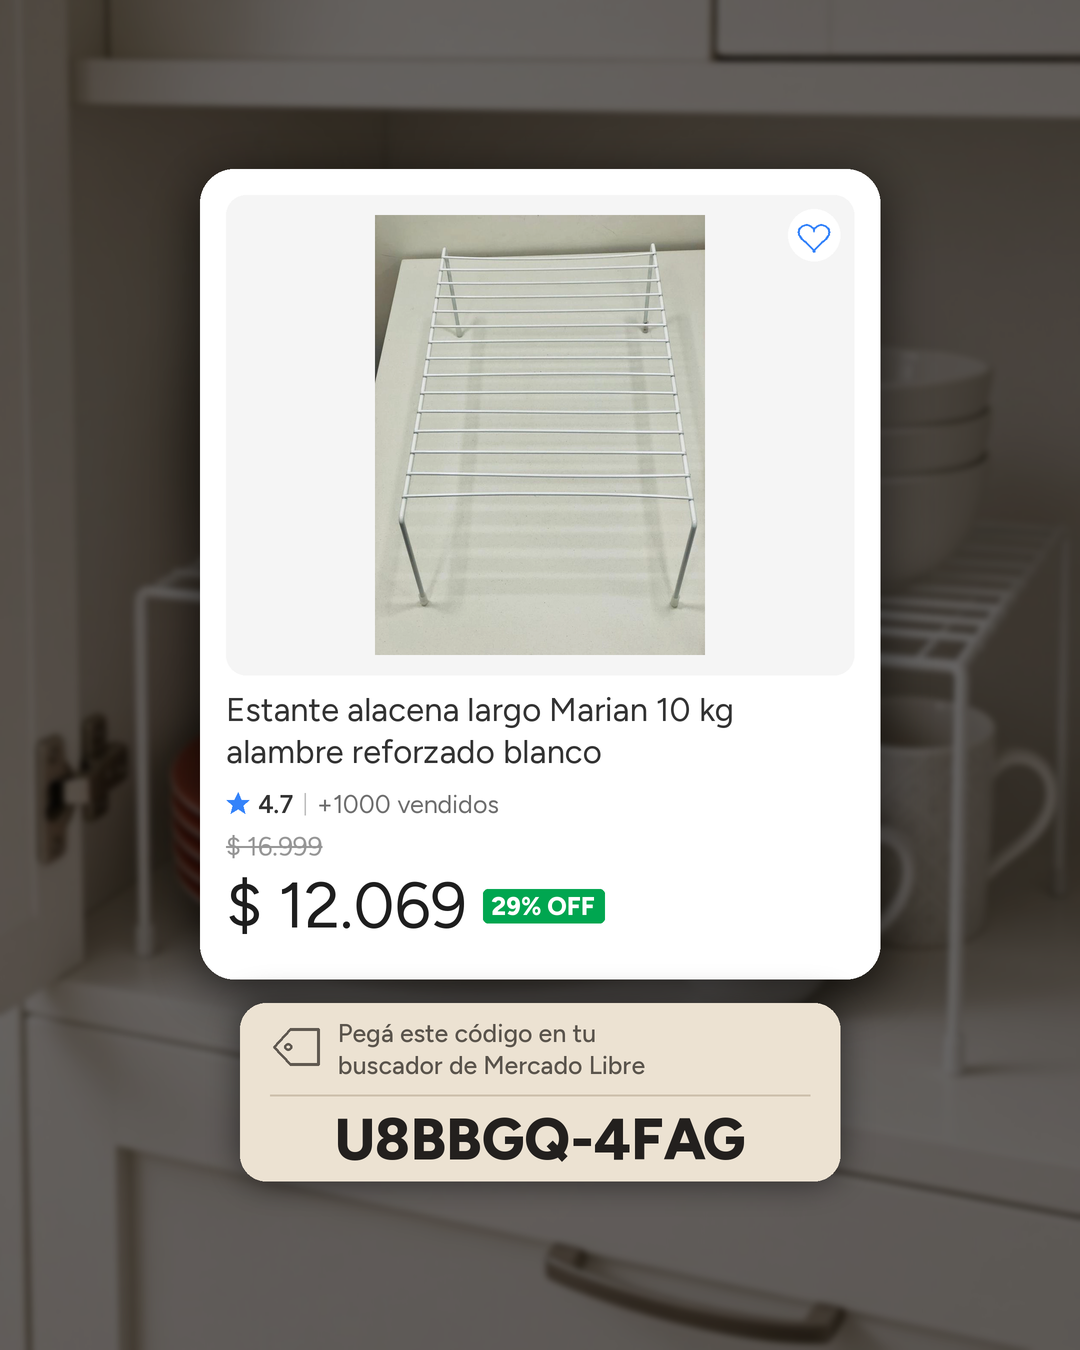 Estante alacena largo Marian 10 kg
alambre reforzado blanco
4.7 | +1000 vendidos
$ 16.999
$ 12.069 29% OFF
Pegá este código en tu
buscador de Mercado Libre
U8BBGQ-4FAG